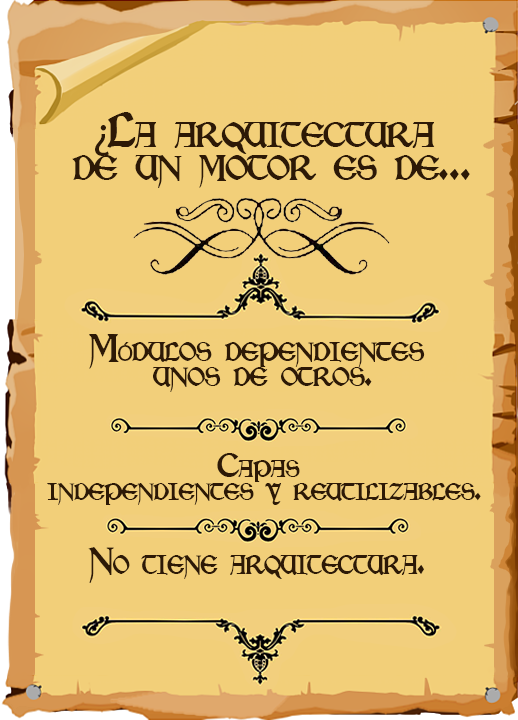 ¿La arquitectura
de un motor es de...
Módulos dependientes
unos de otros.
Capas
independientes y reutilizables.
No tiene arquitectura.